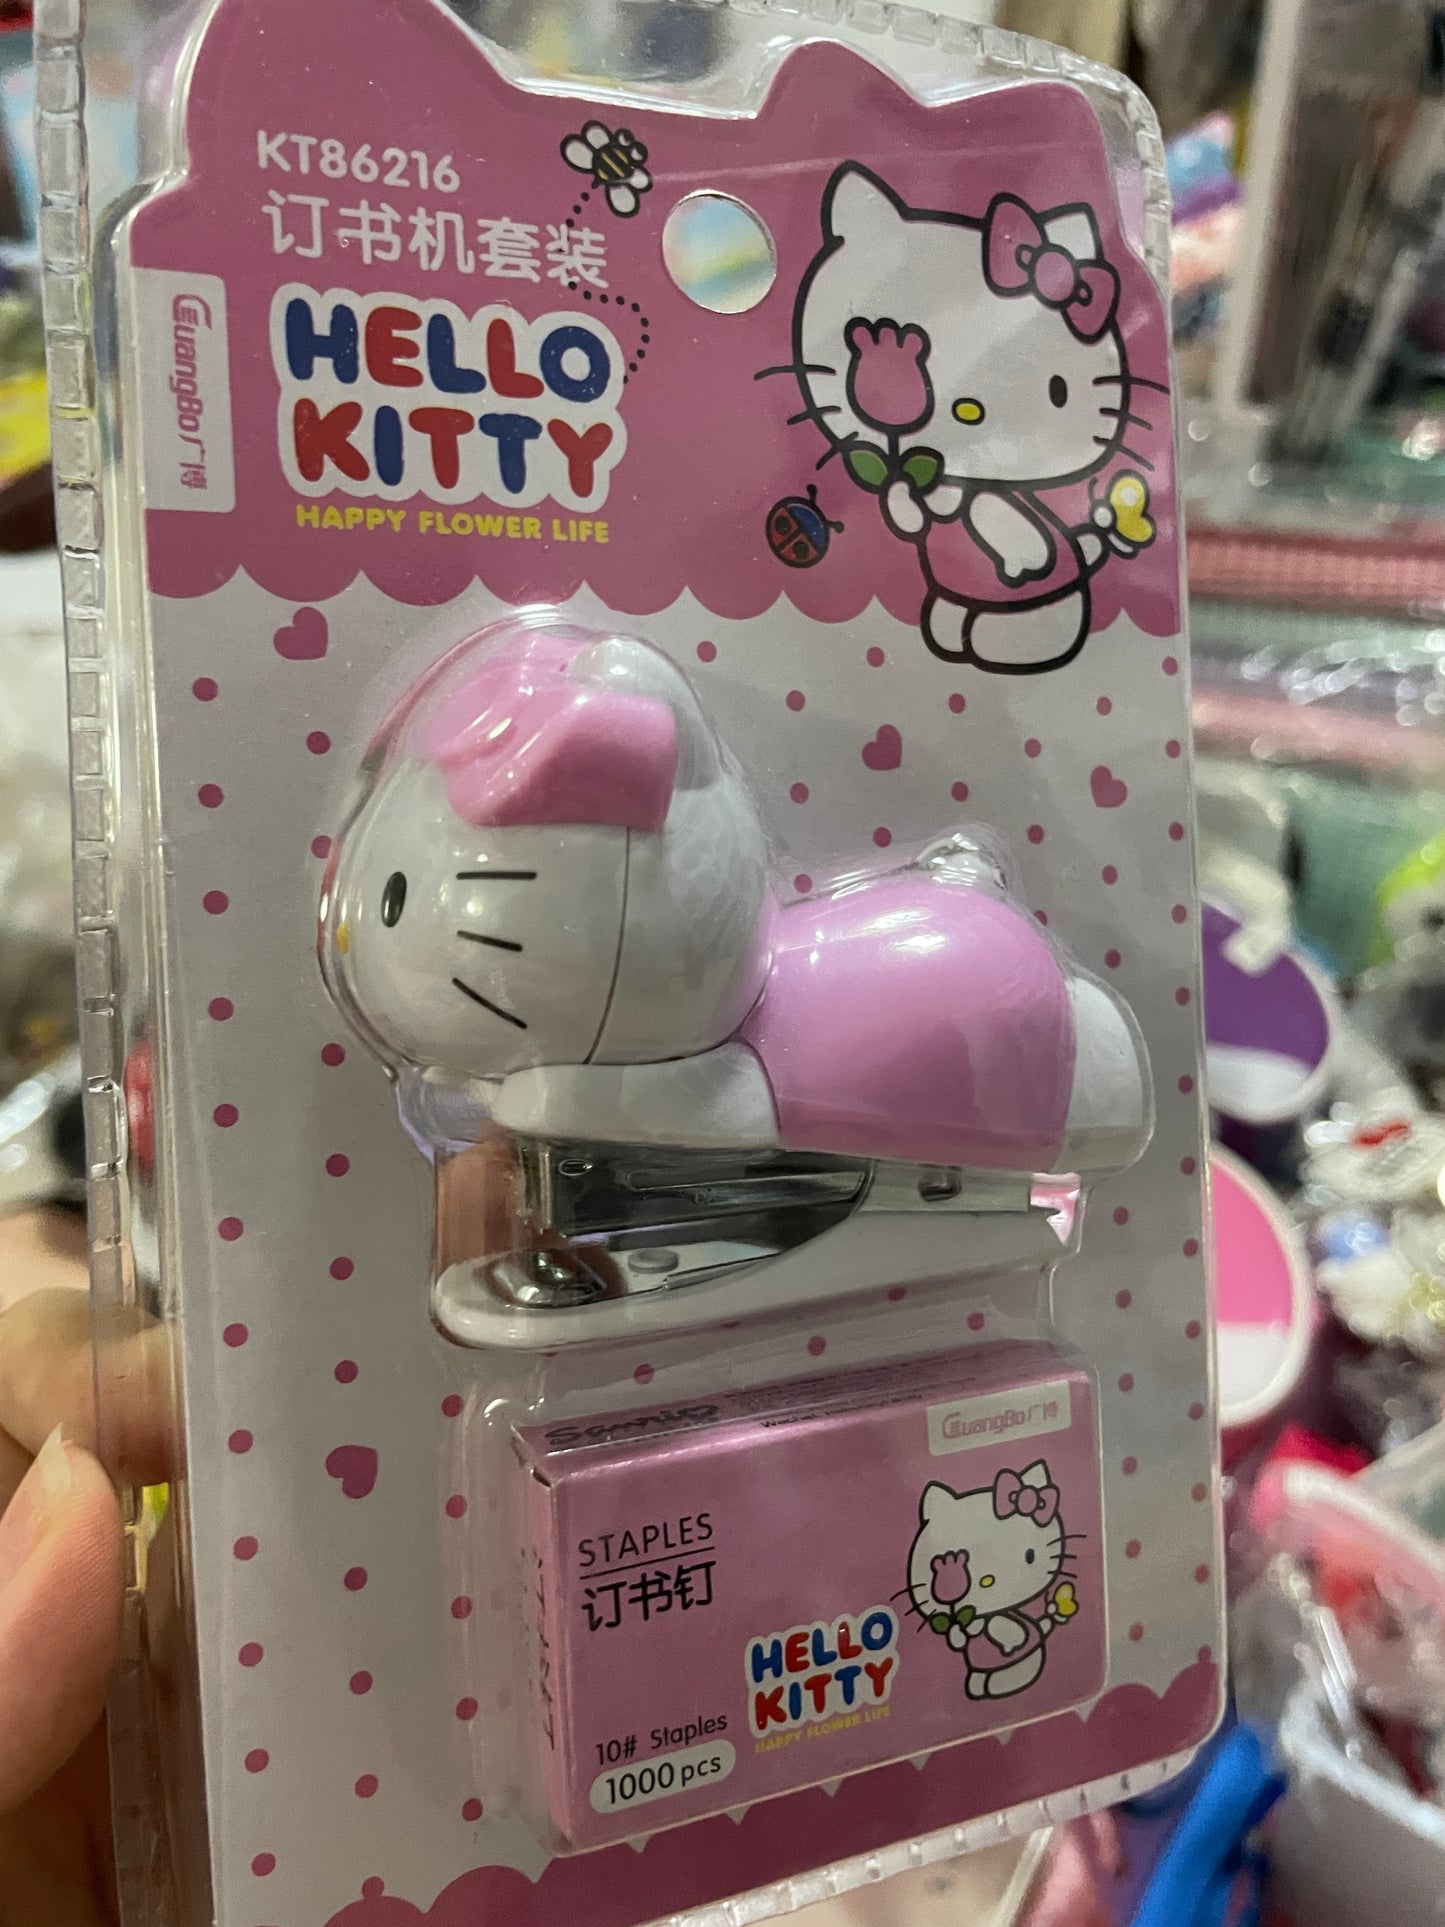 KT86216
订书机套装
GuangBo广博
HELLO
KITTY
HAPPY FLOWER LIFE
Sanrio
GuangBo广博
STAPLES
订书钉
HELLO
KITTY
HAPPY FLOWER LIFE
10# Staples
1000pcs